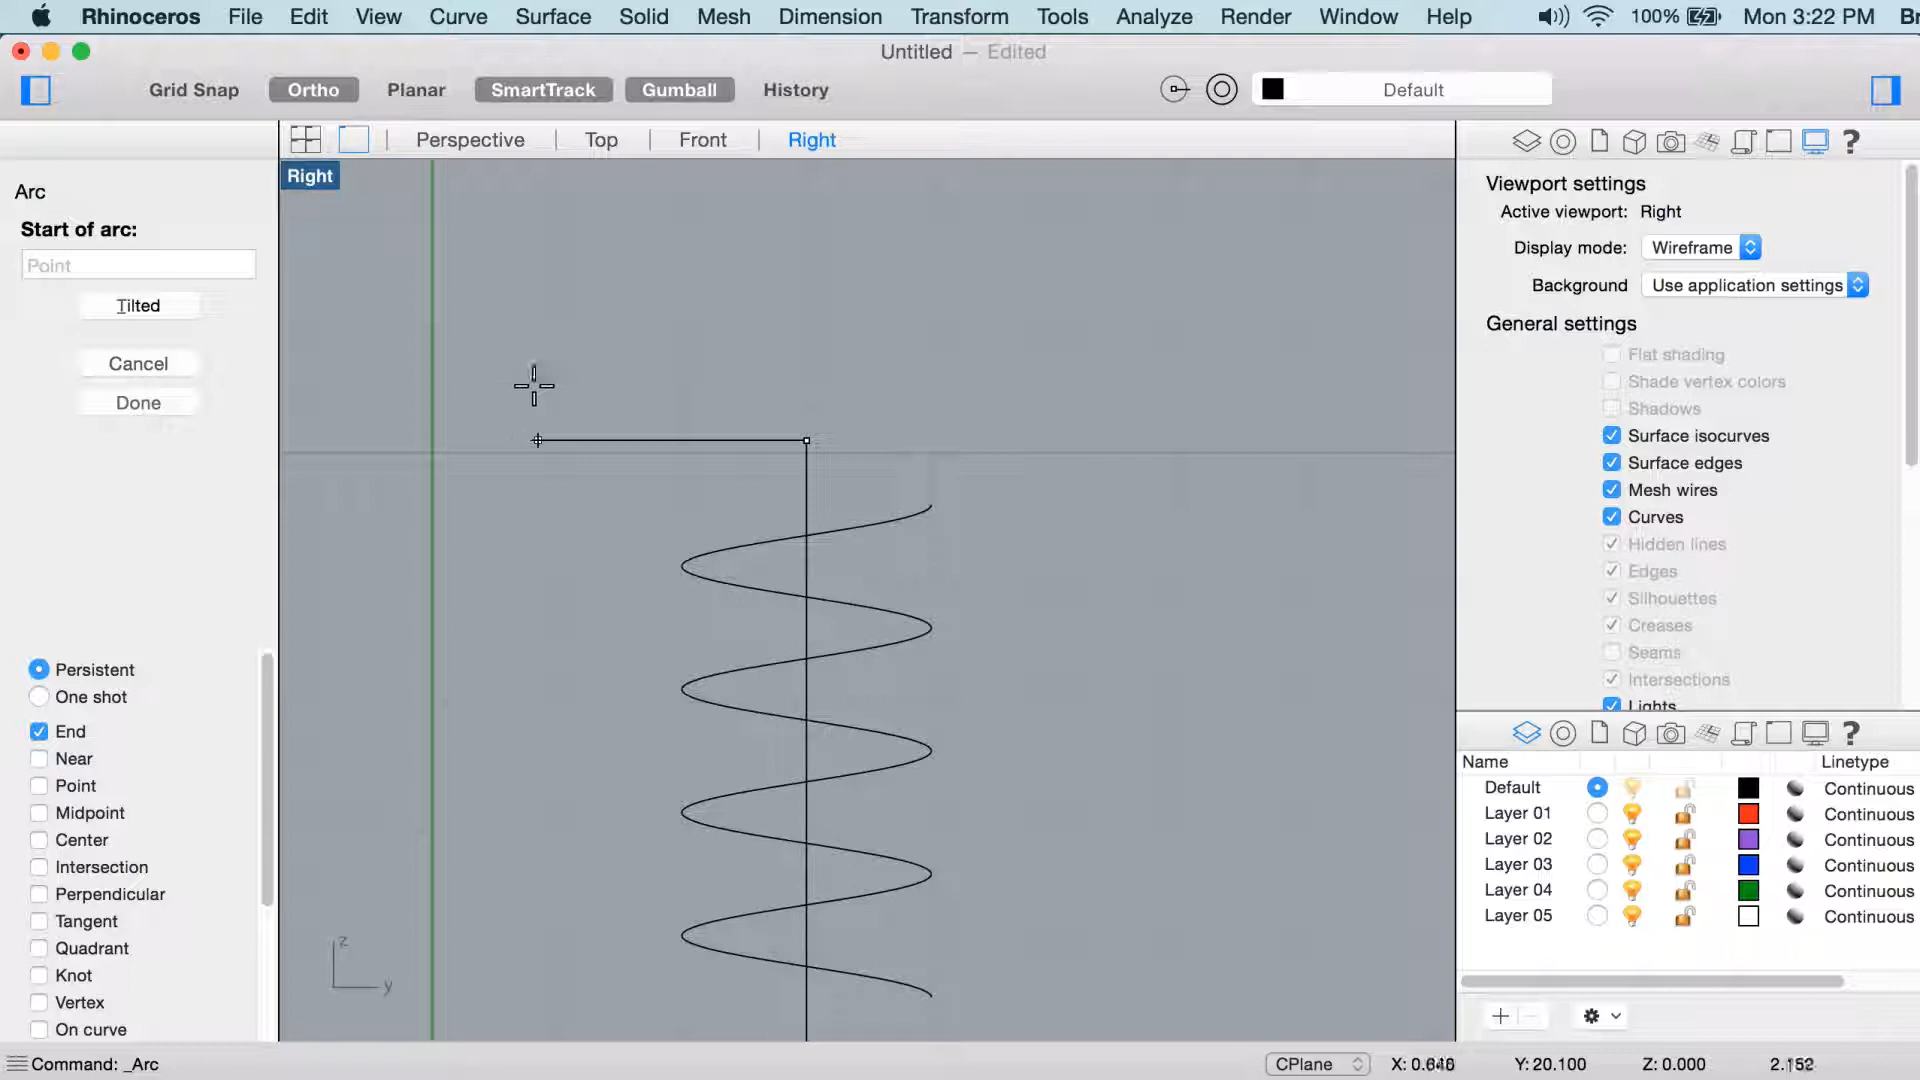 Rhinoceros File Edit View Curve Surface Solid Mesh Dimension Transform Tools Analyze Render Window Help 100% Mon 3:22 PM Br
Untitled — Edited
Grid Snap Ortho Planar SmartTrack Gumball History Default
Perspective Top Front Right
Right
Arc
Start of arc:
Point
Tilted
Cancel
Done
Persistent
One shot
End
Near
Point
Midpoint
Center
Intersection
Perpendicular
Tangent
Quadrant
Knot
Vertex
On curve
z
y
Viewport settings
Active viewport: Right
Display mode: Wireframe
Background Use application settings
General settings
Flat shading
Shade vertex colors
Shadows
Surface isocurves
Surface edges
Mesh wires
Curves
Hidden lines
Edges
Silhouettes
Creases
Seams
Intersections
Lights
Name Linetype
Default Continuous
Layer 01 Continuous
Layer 02 Continuous
Layer 03 Continuous
Layer 04 Continuous
Layer 05 Continuous
Command: _Arc
CPlane Y: 20.100 Z: 0.000